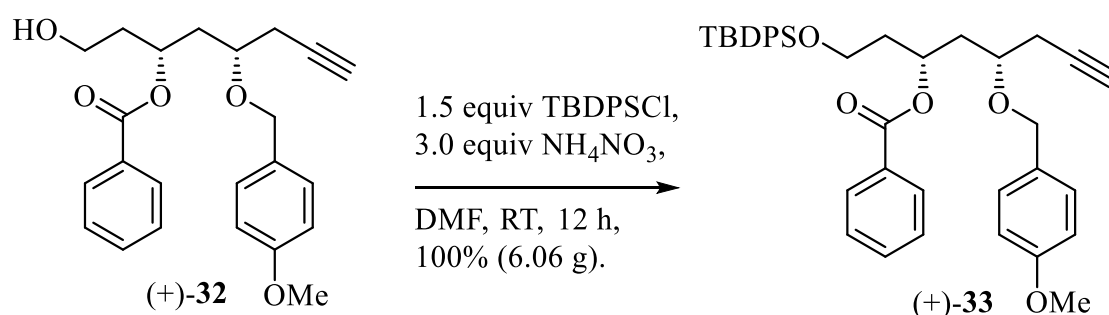 HO
O
O
O
OMe
(+)-32
1.5 equiv TBDPSCl,
3.0 equiv NH₄NO₃,
DMF, RT, 12 h,
100% (6.06 g).
TBDPSO
O
O
O
OMe
(+)-33